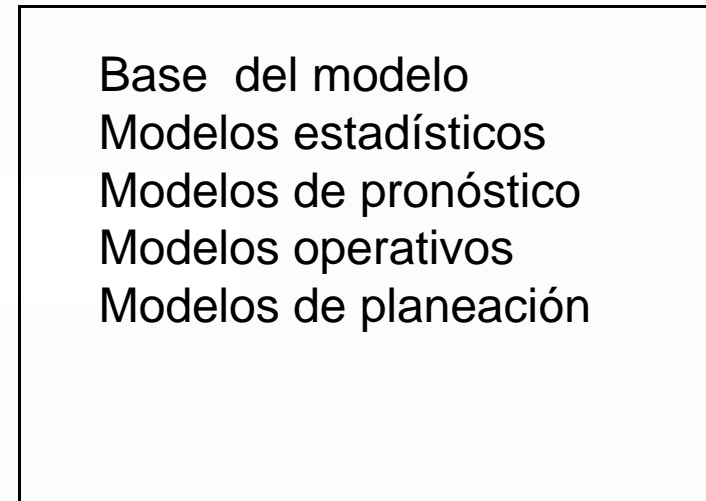 Base  del modelo
Modelos estadísticos
Modelos de pronóstico
Modelos operativos
Modelos de planeación